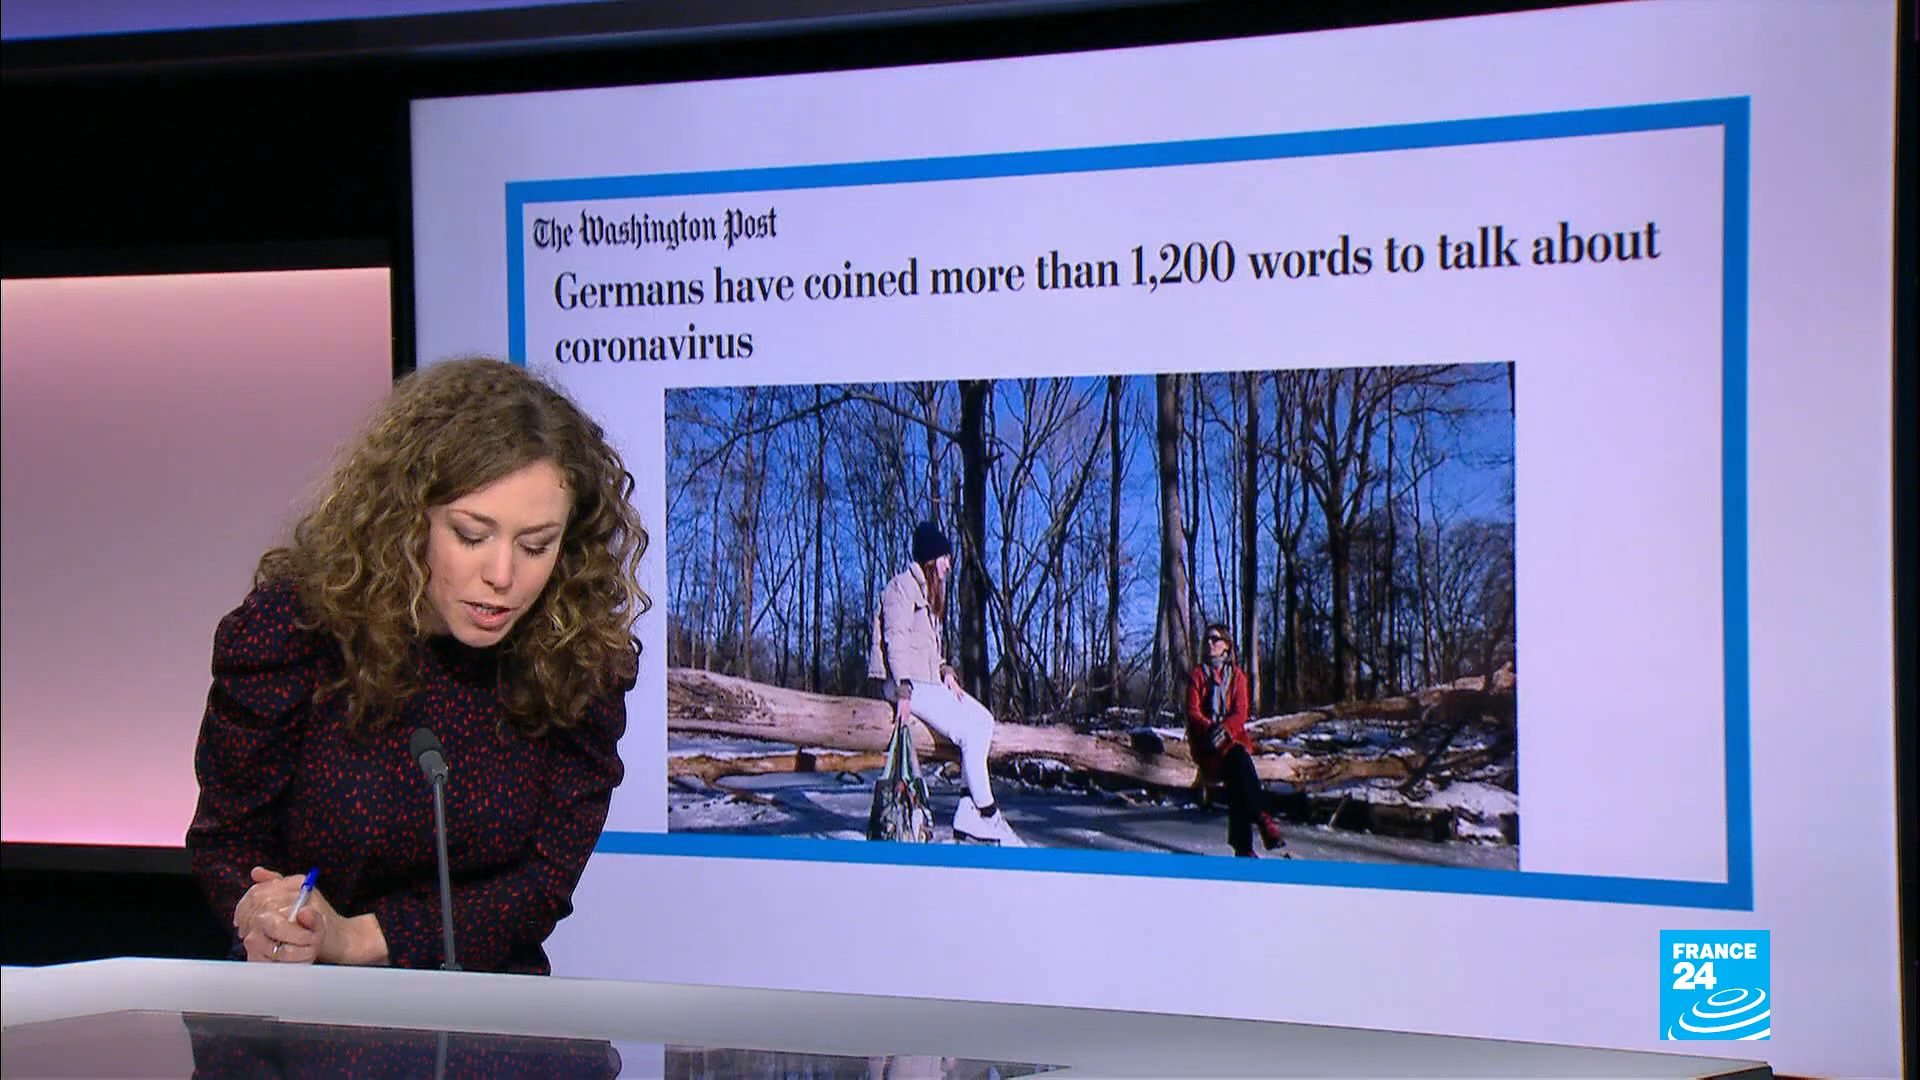 The Washington Post
Germans have coined more than 1,200 words to talk about
coronavirus
FRANCE
24